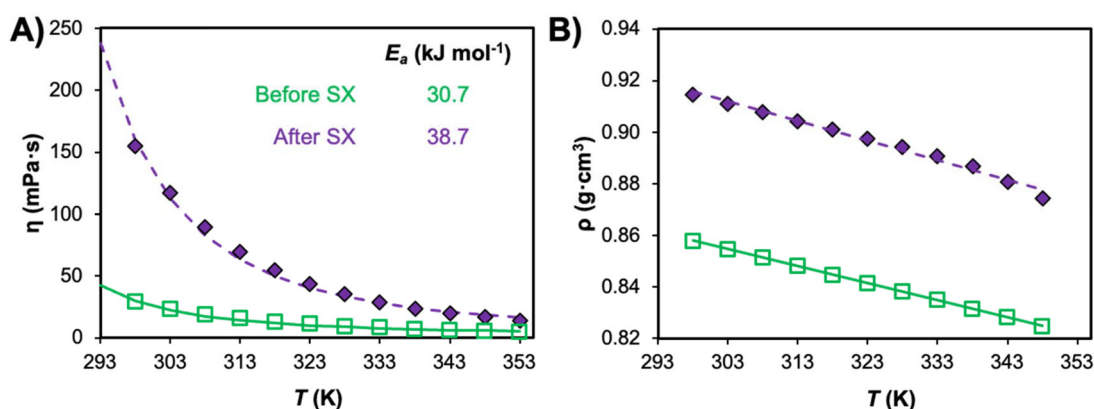 A)
250
200
150
100
50
0
η (mPa·s)
Eₐ (kJ mol⁻¹)
Before SX 30.7
After SX 38.7
293 303 313 323 333 343 353
T (K)
B)
0.94
0.92
0.90
0.88
0.86
0.84
0.82
ρ (g·cm³)
293 303 313 323 333 343 353
T (K)